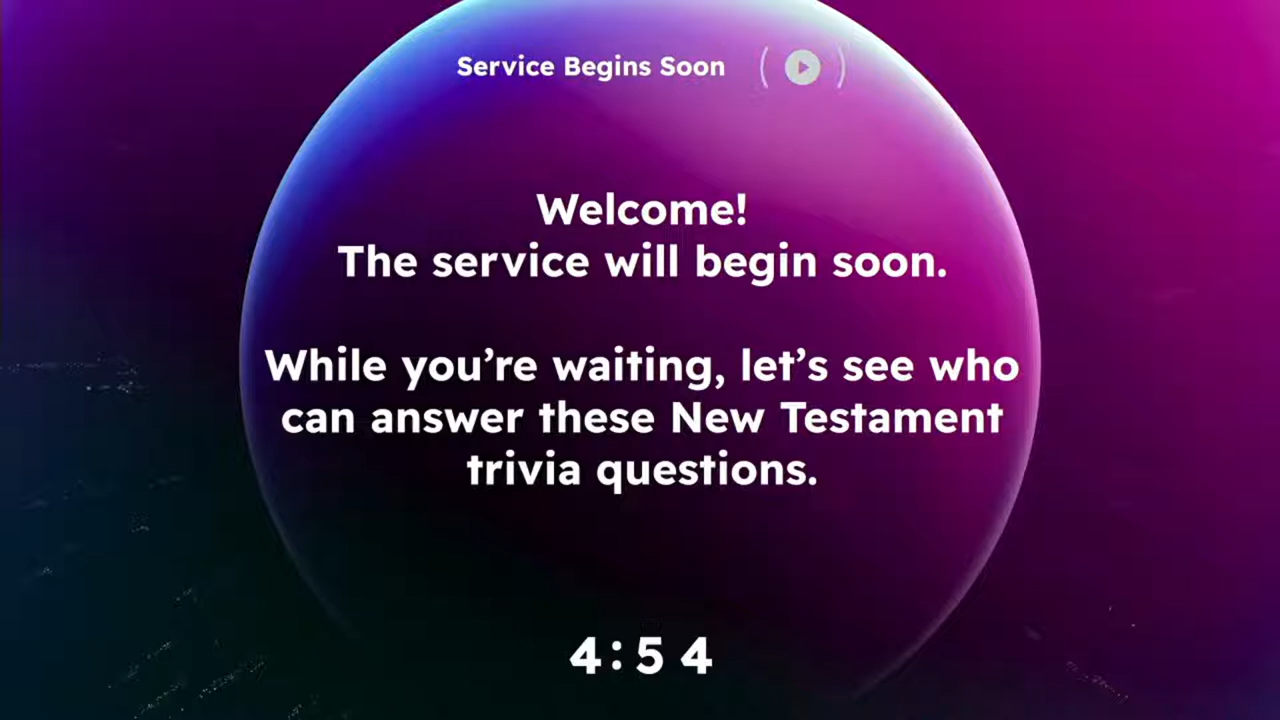 Service Begins Soon
Welcome!
The service will begin soon.
While you’re waiting, let’s see who
can answer these New Testament
trivia questions.
4:54